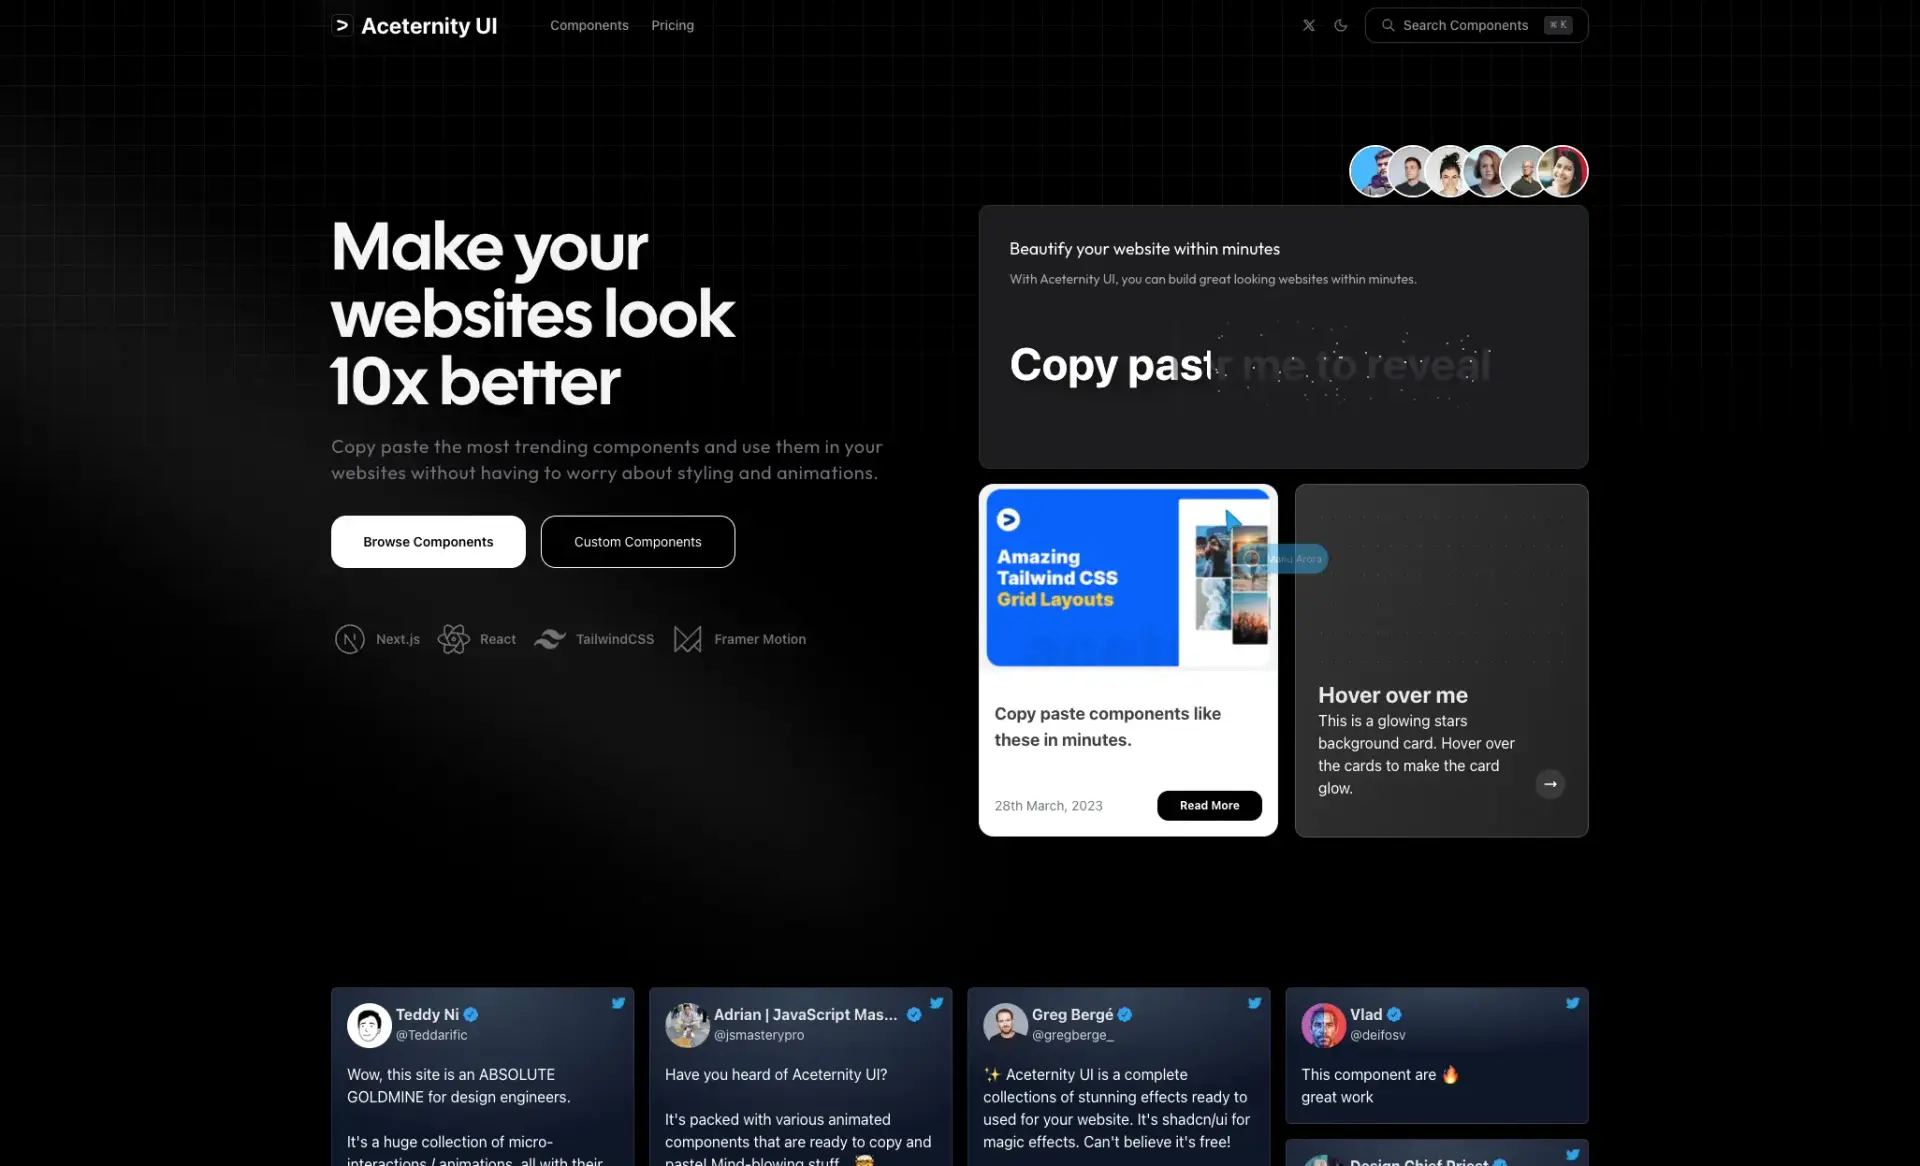 Aceternity UI
Components
Pricing
Search Components
⌘ K
Make your
websites look
10x better
Copy paste the most trending components and use them in your
websites without having to worry about styling and animations.
Browse Components
Custom Components
Next.js
React
TailwindCSS
Framer Motion
Beautify your website within minutes
With Aceternity UI, you can build great looking websites within minutes.
Copy past
r me to reveal
Amazing
Tailwind CSS
Grid Layouts
Manu Arora
Copy paste components like
these in minutes.
28th March, 2023
Read More
Hover over me
This is a glowing stars
background card. Hover over
the cards to make the card
glow.
→
Teddy Ni
@Teddarific
Wow, this site is an ABSOLUTE
GOLDMINE for design engineers.
It's a huge collection of micro-
interactions / animations, all with their
Adrian | JavaScript Mas...
@jsmasterypro
Have you heard of Aceternity UI?
It's packed with various animated
components that are ready to copy and
paste! Mind-blowing stuff...🤯
Greg Bergé
@gregberge_
✨ Aceternity UI is a complete
collections of stunning effects ready to
used for your website. It's shadcn/ui for
magic effects. Can't believe it's free!
Vlad
@deifosv
This component are 🔥
great work
Design Chief Priest